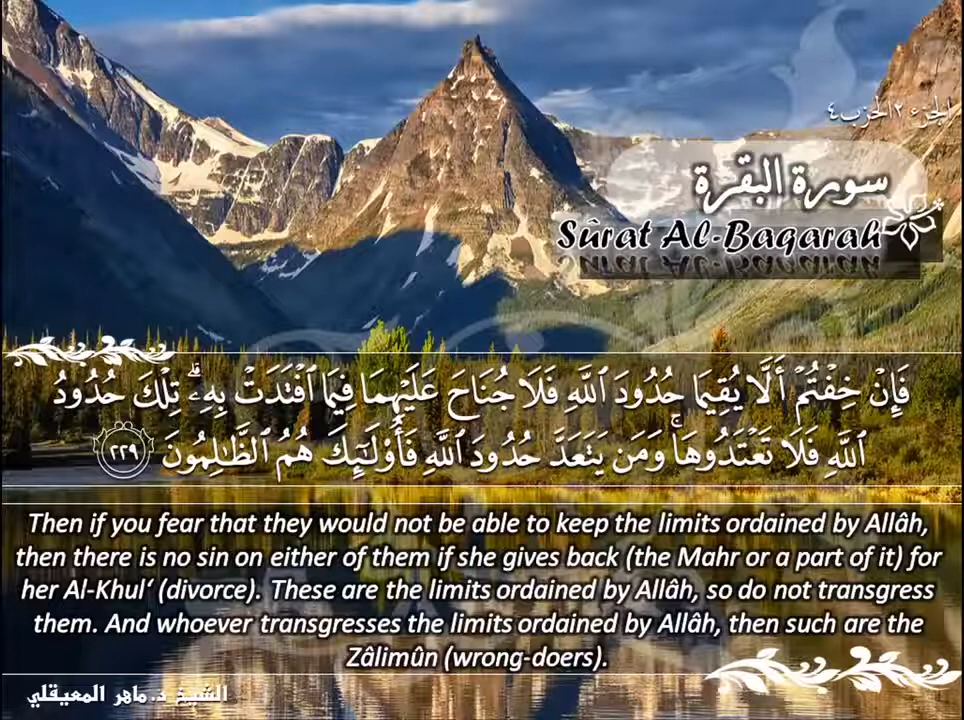 الجزء ٢ الحزب ٤
سورة البقرة
Sûrat Al-Baqarah
فَإِنْ خِفْتُمْ أَلَّا يُقِيمَا حُدُودَ ٱللَّهِ فَلَا جُنَاحَ عَلَيْهِمَا فِيمَا ٱفْتَدَتْ بِهِۦۗ تِلْكَ حُدُودُ
ٱللَّهِ فَلَا تَعْتَدُوهَاۚ وَمَن يَتَعَدَّ حُدُودَ ٱللَّهِ فَأُو۟لَـٰٓئِكَ هُمُ ٱلظَّـٰلِمُونَ ٢٢٩
Then if you fear that they would not be able to keep the limits ordained by Allâh,
then there is no sin on either of them if she gives back (the Mahr or a part of it) for
her Al-Khul‘ (divorce). These are the limits ordained by Allâh, so do not transgress
them. And whoever transgresses the limits ordained by Allâh, then such are the
Zâlimûn (wrong-doers).
الشيخ د. ماهر المعيقلي